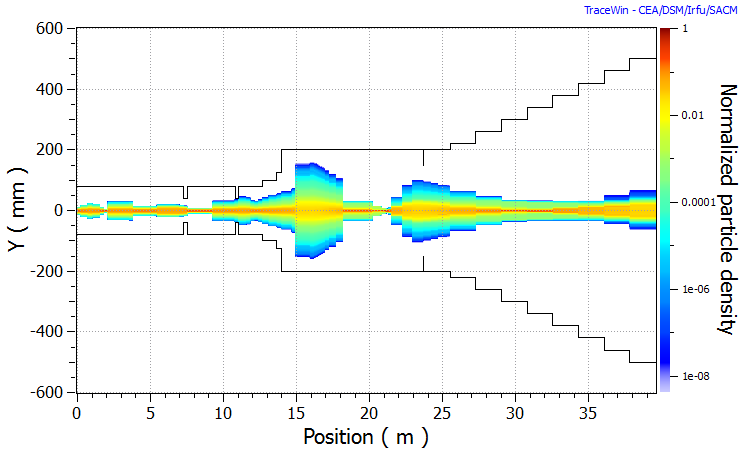 TraceWin - CEA/DSM/Irfu/SACM
600
400
200
0
-200
-400
-600
Y ( mm )
0 5 10 15 20 25 30 35
Position ( m )
1
0.01
0.0001
1e-06
1e-08
Normalized particle density